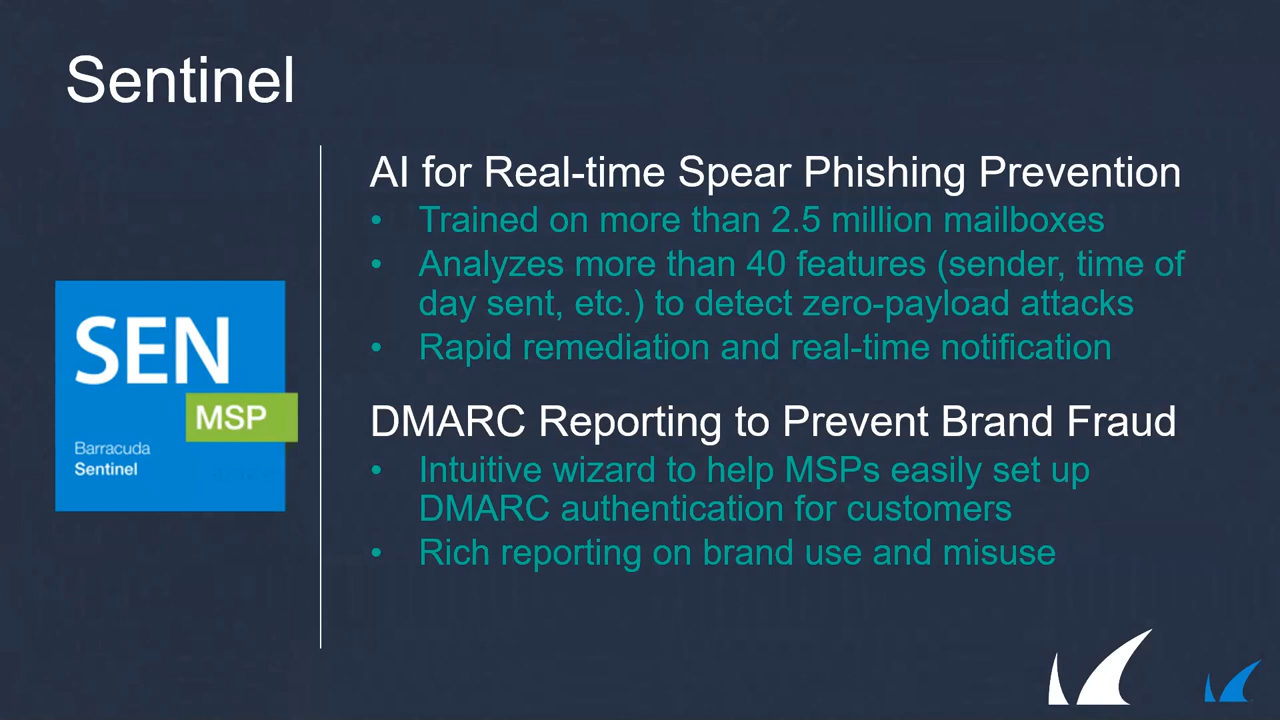 Sentinel
AI for Real-time Spear Phishing Prevention
• Trained on more than 2.5 million mailboxes
• Analyzes more than 40 features (sender, time of
day sent, etc.) to detect zero-payload attacks
• Rapid remediation and real-time notification
DMARC Reporting to Prevent Brand Fraud
• Intuitive wizard to help MSPs easily set up
DMARC authentication for customers
• Rich reporting on brand use and misuse
SEN
MSP
Barracuda
Sentinel